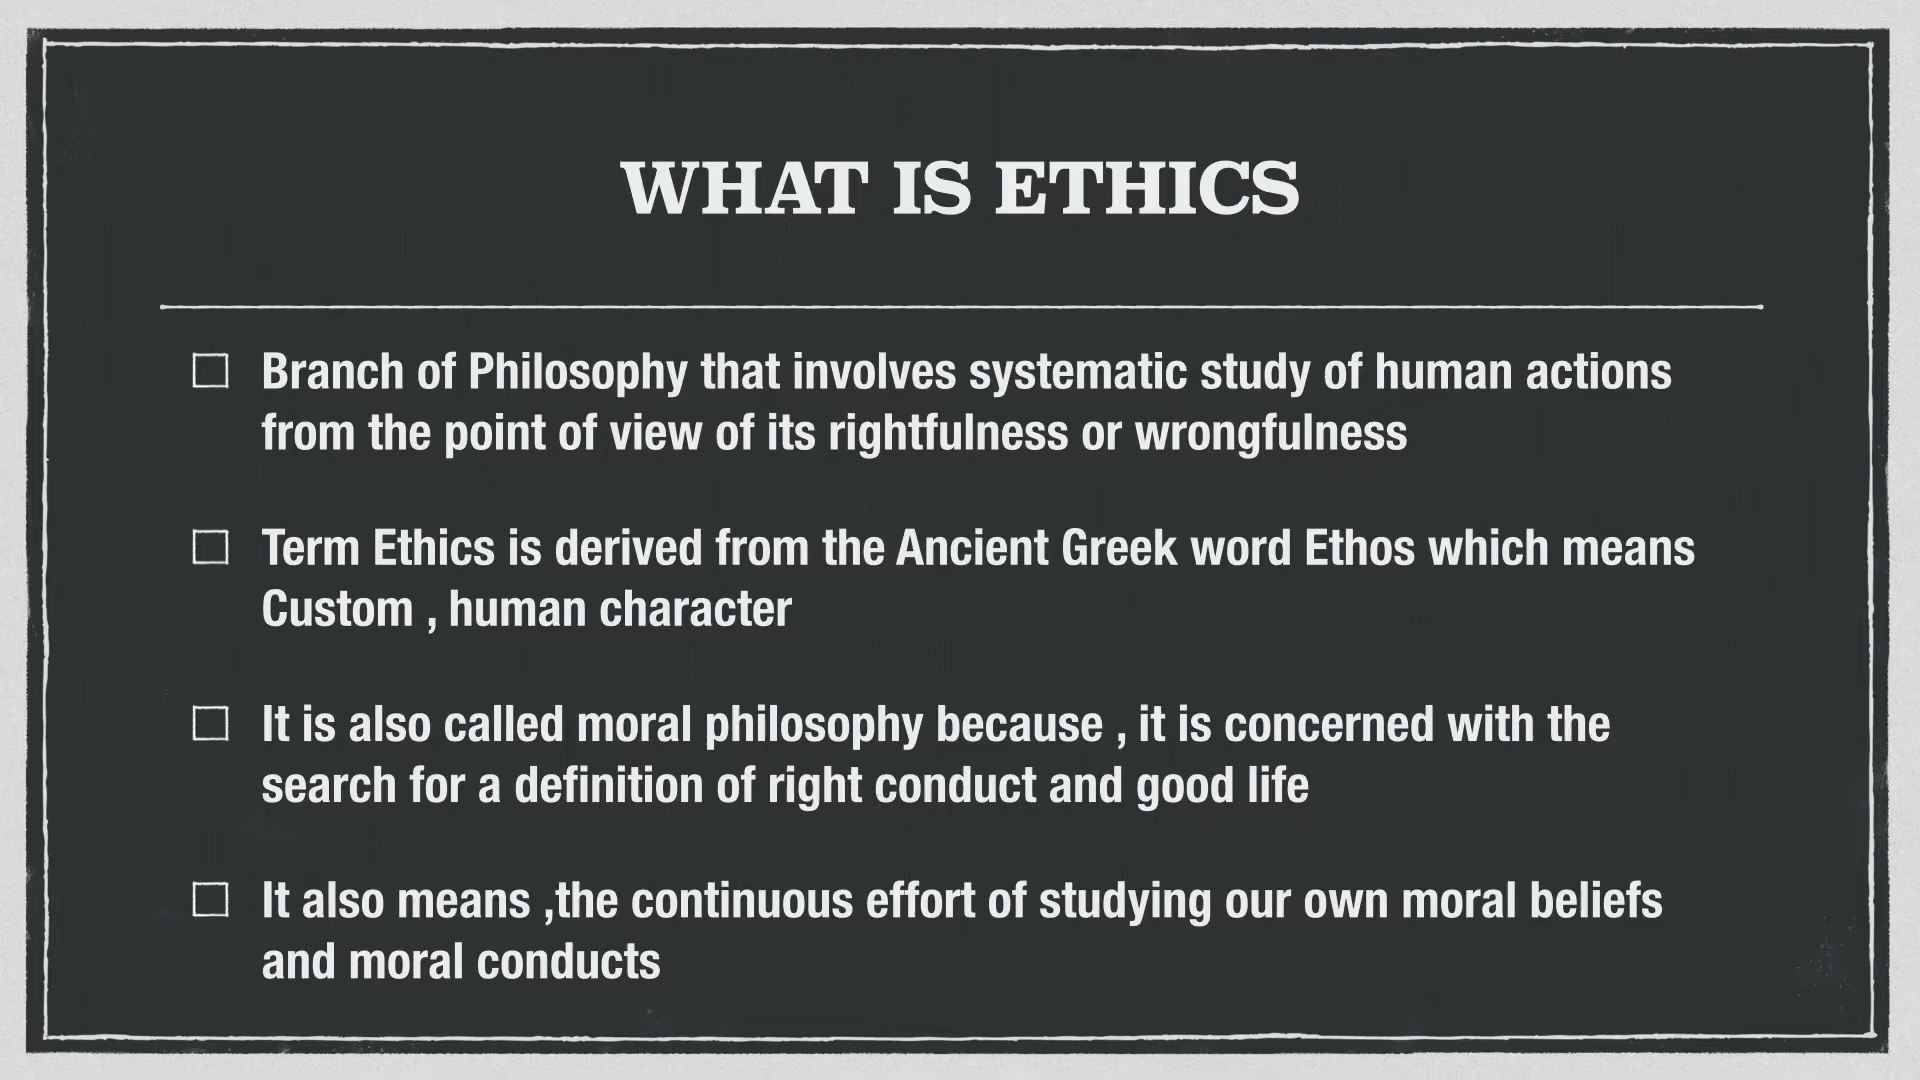 WHAT IS ETHICS
Branch of Philosophy that involves systematic study of human actions
from the point of view of its rightfulness or wrongfulness
Term Ethics is derived from the Ancient Greek word Ethos which means
Custom , human character
It is also called moral philosophy because , it is concerned with the
search for a definition of right conduct and good life
It also means ,the continuous effort of studying our own moral beliefs
and moral conducts